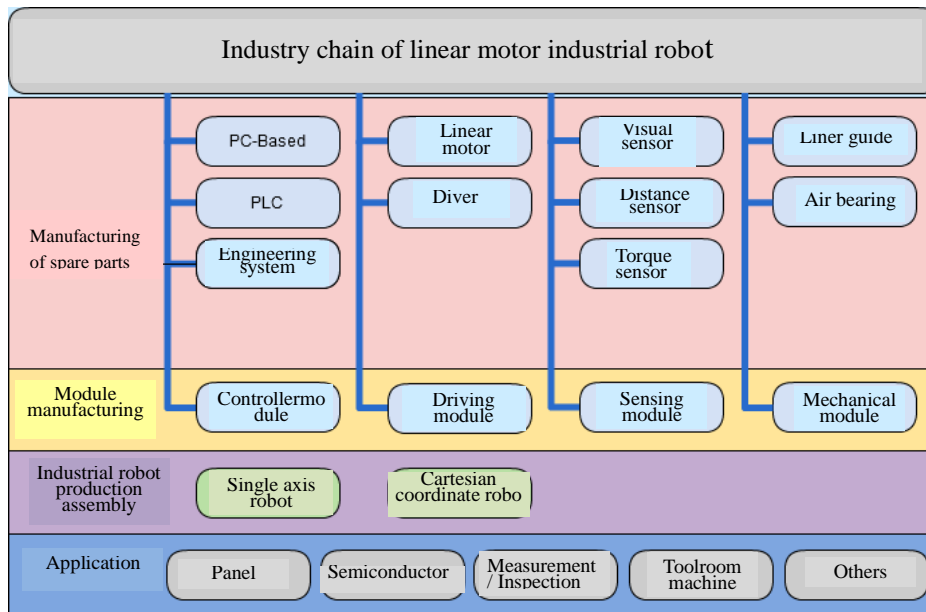 Industry chain of linear motor industrial robot
Manufacturing
of spare parts
PC-Based
PLC
Engineering
system
Linear
motor
Diver
Visual
sensor
Distance
sensor
Torque
sensor
Liner guide
Air bearing
Module
manufacturing
Controllermo
dule
Driving
module
Sensing
module
Mechanical
module
Industrial robot
production
assembly
Single axis
robot
Cartesian
coordinate robo
Application
Panel
Semiconductor
Measurement
/ Inspection
Toolroom
machine
Others